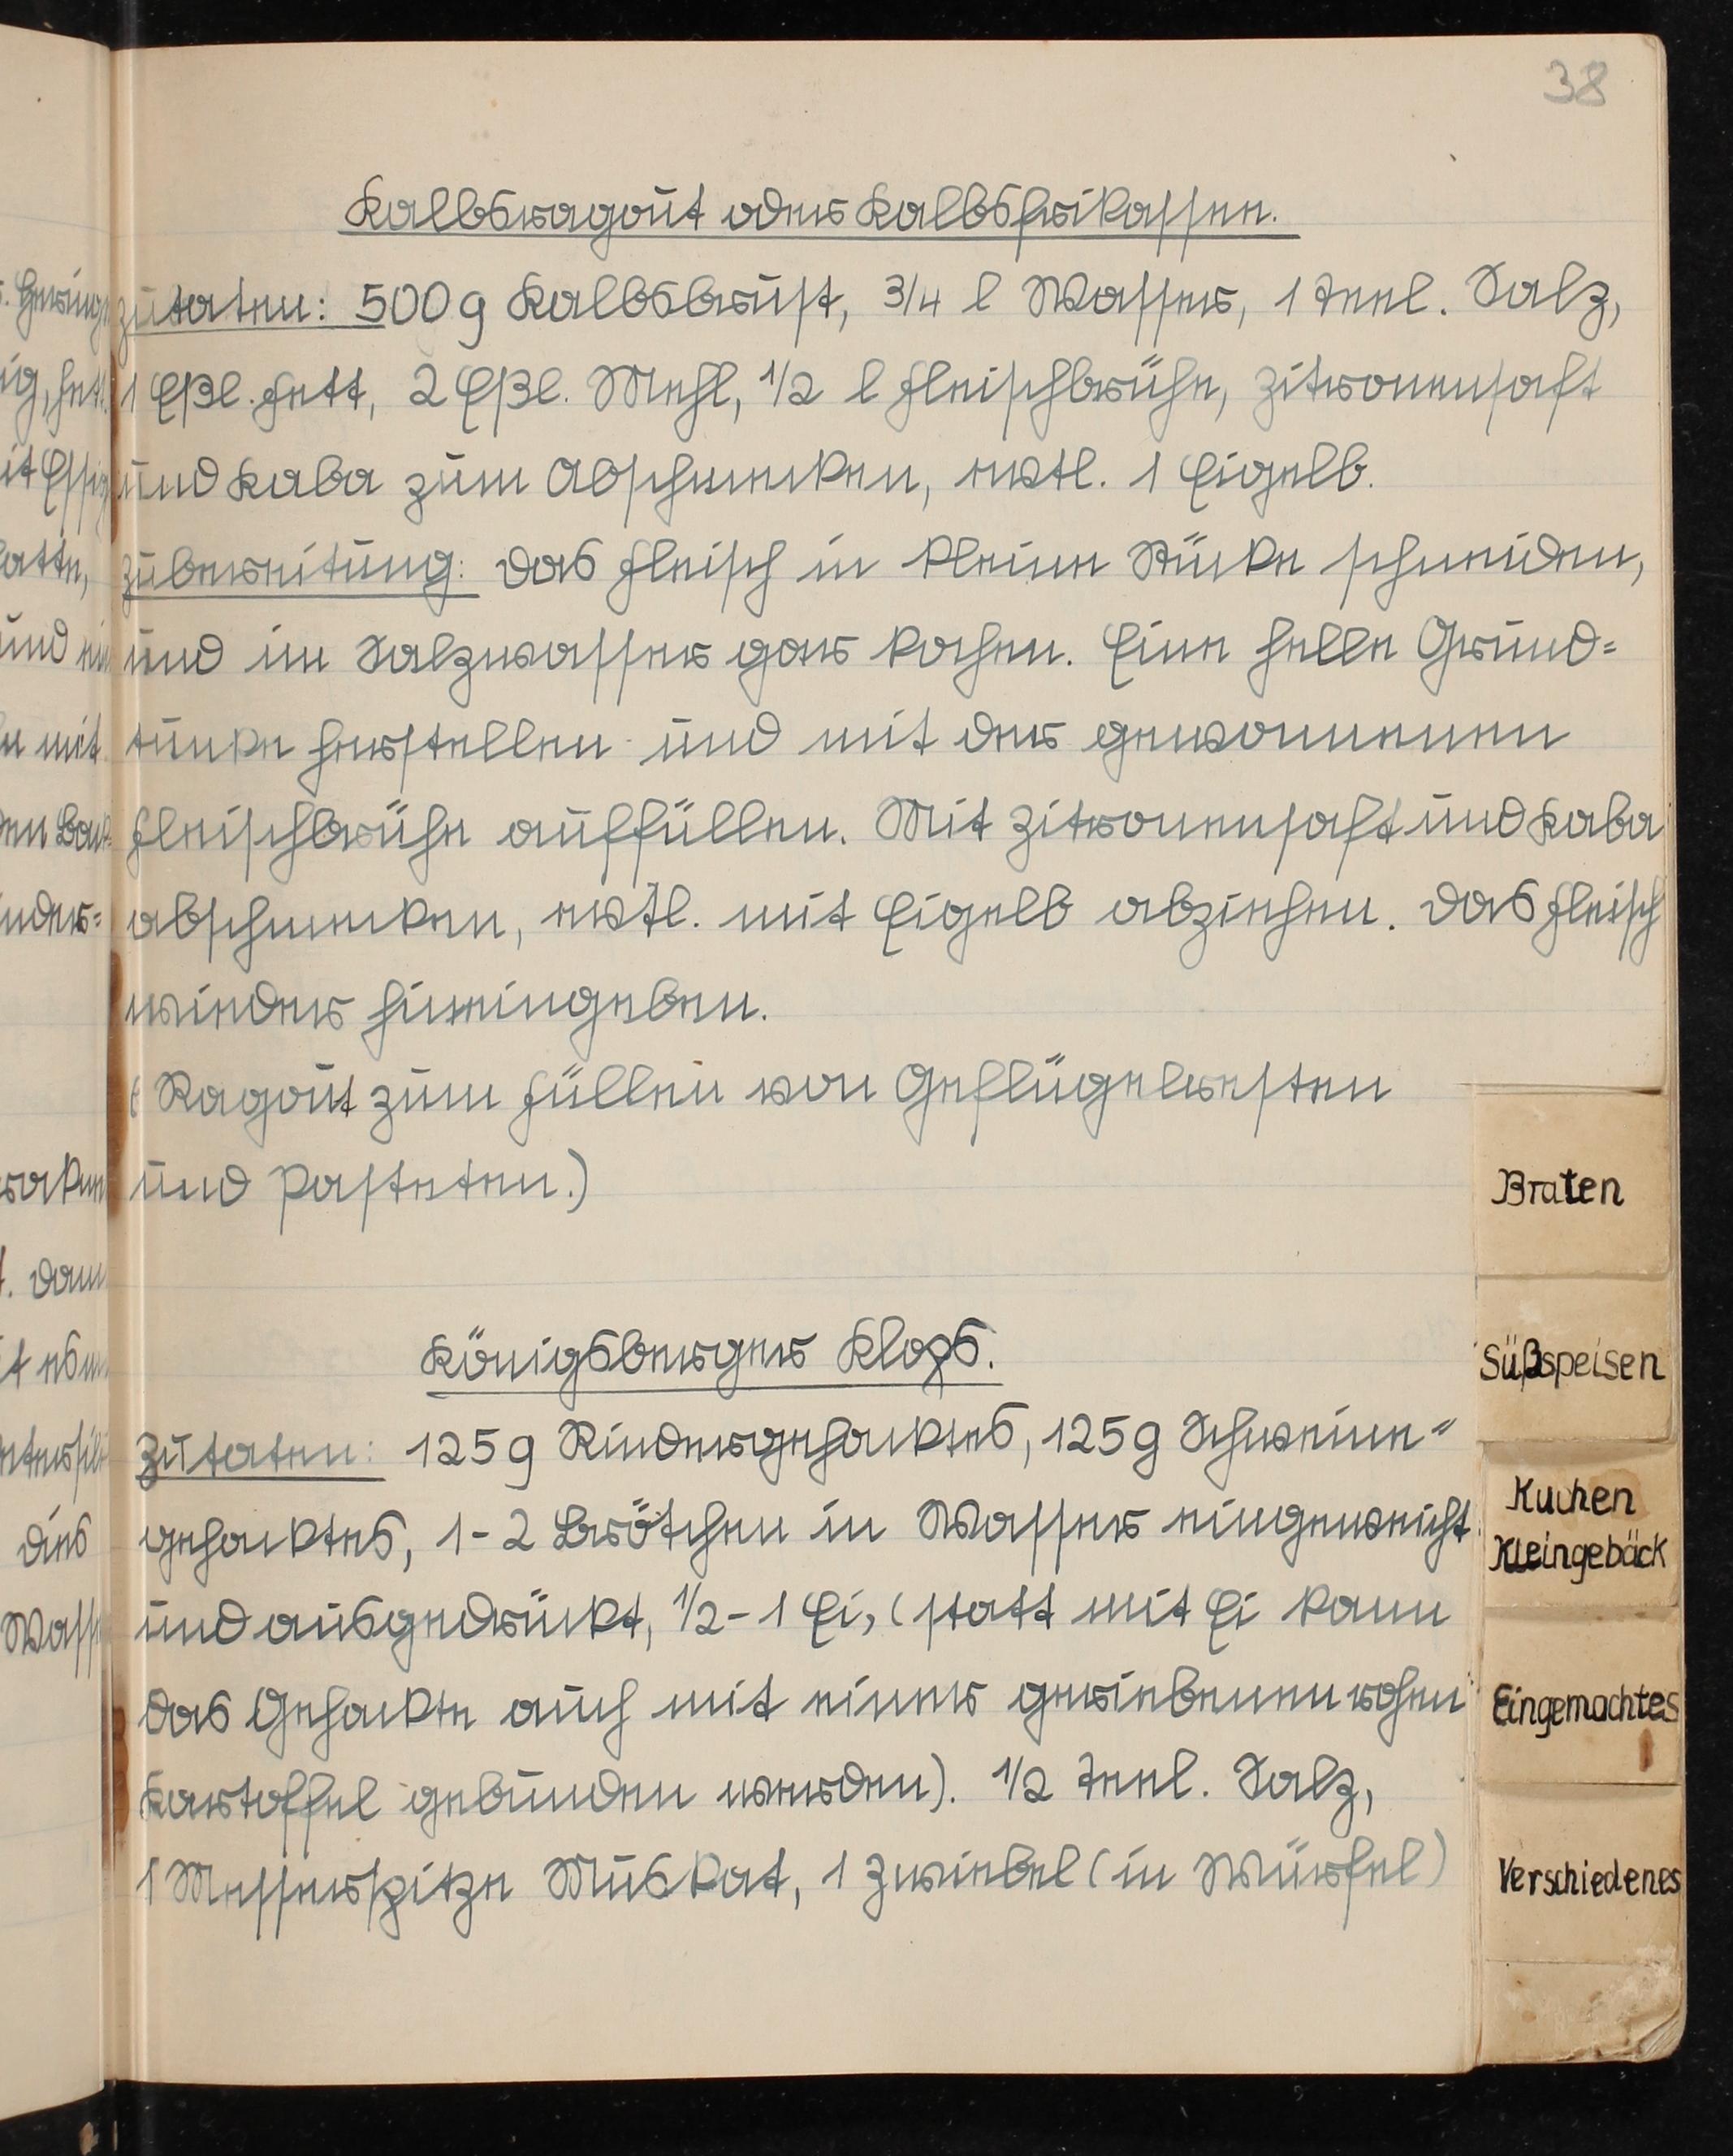 38
Kalbsragout oder Kalbsfrikassee.
Zutaten: 500g Kalbsbrust, 3/4 l Wasser, 1 Teel. Salz,
1 Eßl. Fett, 2 Eßl. Mehl, 1/2 l Fleischbrühe, Zitronensaft
und Kaba zum Abschmecken, evtl. 1 Eigelb.
Zubereitung: Das Fleisch in kleine Stücke schneiden,
und im Salzwasser gar kochen. Eine helle Grund=
tunke herstellen und mit der gewonnenen
Fleischbrühe auffüllen. Mit Zitronensaft und Kaba
abschmecken, evtl. mit Eigelb abziehen. Das Fleisch
wieder hineingeben.
(Ragout zum Füllen von Geflügelresten
und Pasteten.)
Königsberger Klops.
Zutaten: 125g Rindergehacktes, 125g Schweine=
gehacktes, 1-2 Brötchen in Wasser eingeweicht
und ausgedrückt, 1/2-1 Ei, (statt mit Ei kann
das Gehackte auch mit einer geriebenen rohen
Kartoffel gebunden werden). 1/2 Teel. Salz,
1 Messerspitze Muskat, 1 Zwiebel (in Würfel)
Braten
Süßspeisen
Kuchen
Kleingebäck
Eingemachtes
Verschiedenes